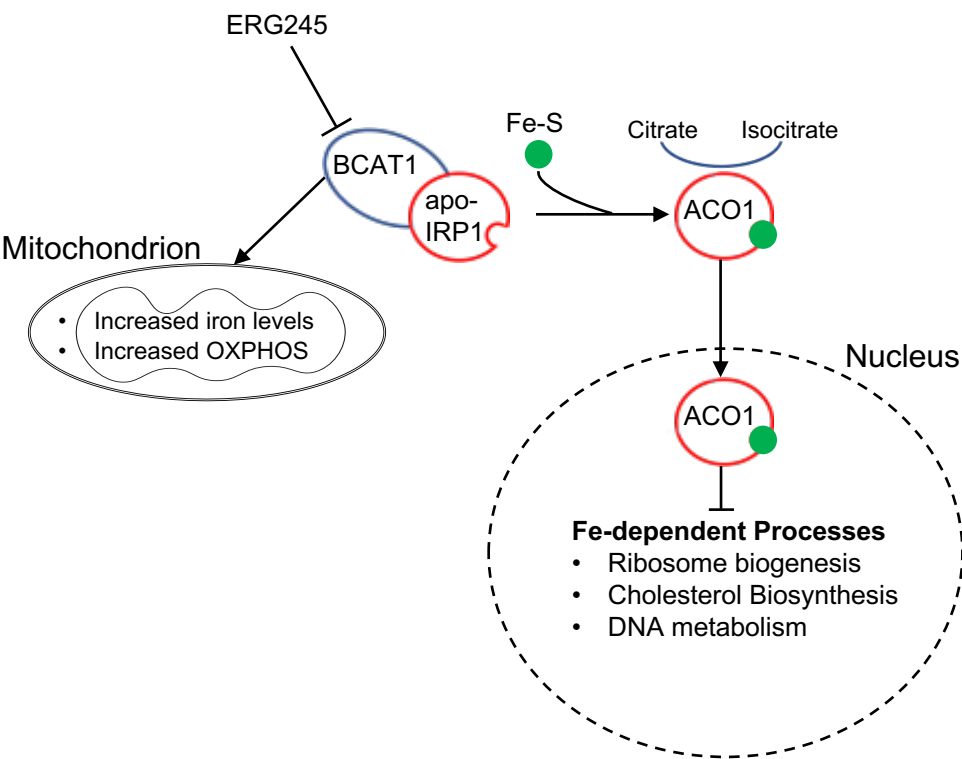 ERG245
Fe-S
Citrate
Isocitrate
BCAT1
apo-
IRP1
ACO1
Mitochondrion
• Increased iron levels
• Increased OXPHOS
Nucleus
ACO1
Fe-dependent Processes
• Ribosome biogenesis
• Cholesterol Biosynthesis
• DNA metabolism